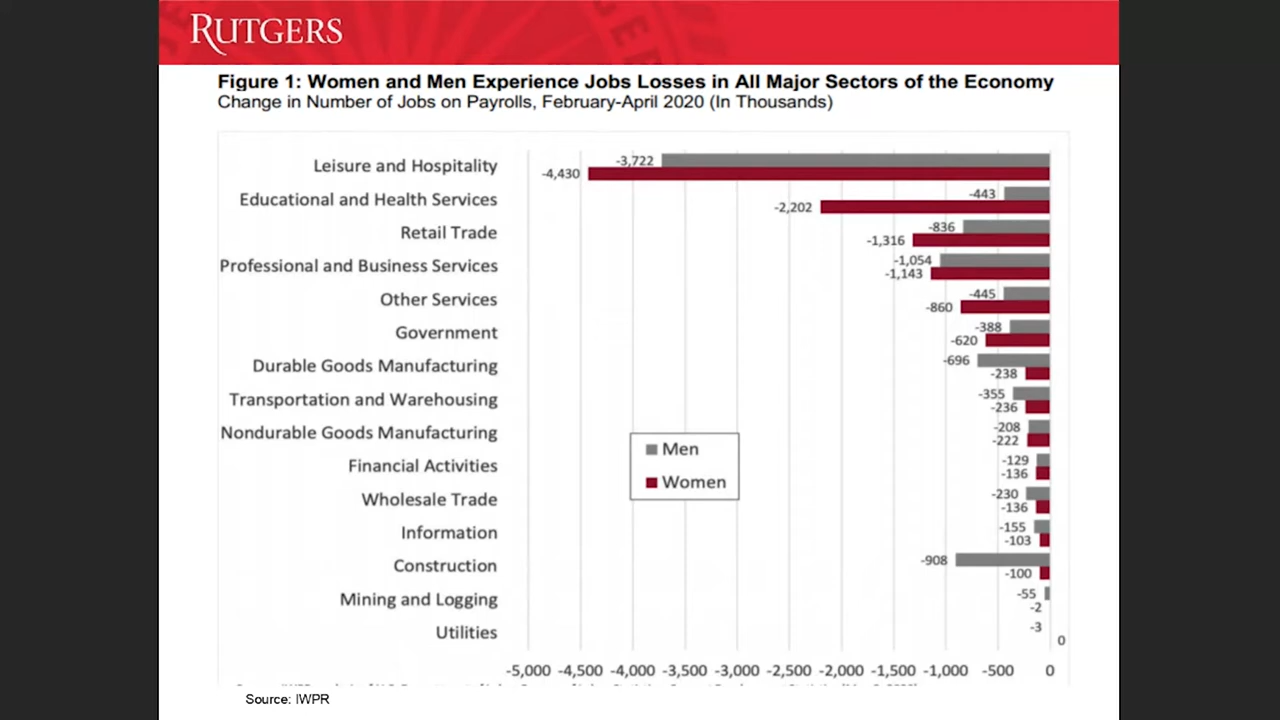 RUTGERS
Figure 1: Women and Men Experience Jobs Losses in All Major Sectors of the Economy
Change in Number of Jobs on Payrolls, February-April 2020 (In Thousands)
Leisure and Hospitality
-3,722
-4,430
Educational and Health Services
-443
-2,202
Retail Trade
-836
-1,316
Professional and Business Services
-1,054
-1,143
Other Services
-445
-860
Government
-388
-620
Durable Goods Manufacturing
-696
-238
Transportation and Warehousing
-355
-236
Nondurable Goods Manufacturing
-208
-222
Financial Activities
-129
-136
Wholesale Trade
-230
-136
Information
-155
-103
Construction
-908
-100
Mining and Logging
-55
-2
Utilities
-3
0
Men
Women
-5,000 -4,500 -4,000 -3,500 -3,000 -2,500 -2,000 -1,500 -1,000 -500 0
Source: IWPR